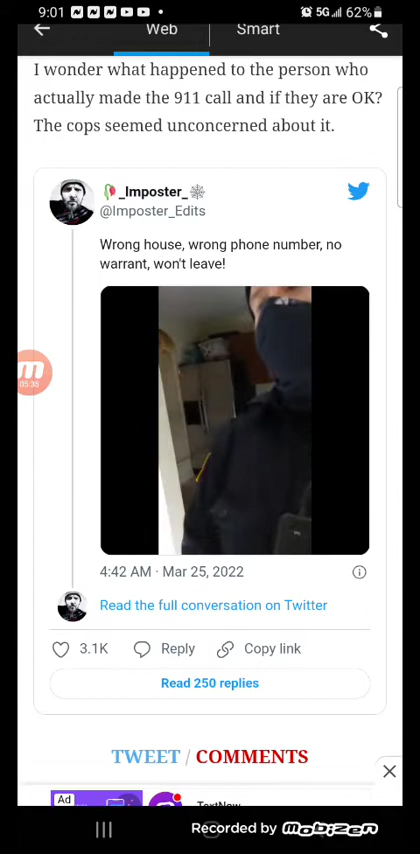 9:01
5G 62%
Web Smart
I wonder what happened to the person who
actually made the 911 call and if they are OK?
The cops seemed unconcerned about it.
_Imposter_
@Imposter_Edits
Wrong house, wrong phone number, no
warrant, won't leave!
05:35
4:42 AM · Mar 25, 2022
Read the full conversation on Twitter
3.1K Reply Copy link
Read 250 replies
TWEET / COMMENTS
Ad
TextNow
Recorded by mobizen